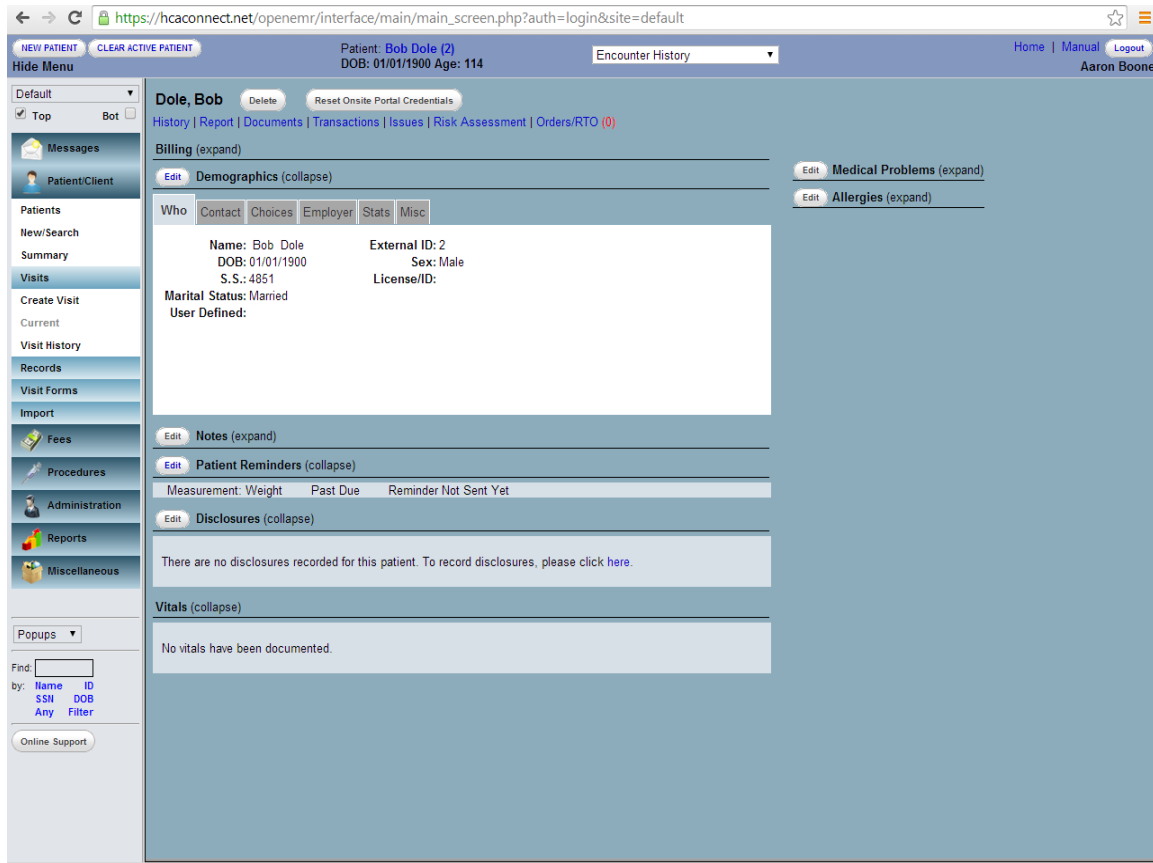 https://hcaconnect.net/openemr/interface/main/main_screen.php?auth=login&site=default
NEW PATIENT CLEAR ACTIVE PATIENT
Hide Menu
Patient: Bob Dole (2)
DOB: 01/01/1900 Age: 114
Encounter History
Home | Manual Logout
Aaron Boone
Default
Top Bot
Messages
Patient/Client
Patients
New/Search
Summary
Visits
Create Visit
Current
Visit History
Records
Visit Forms
Import
Fees
Procedures
Administration
Reports
Miscellaneous
Popups
Find:
by: Name ID
SSN DOB
Any Filter
Online Support
Dole, Bob Delete Reset Onsite Portal Credentials
History | Report | Documents | Transactions | Issues | Risk Assessment | Orders/RTO (0)
Billing (expand)
Edit Demographics (collapse)
Who Contact Choices Employer Stats Misc
Name: Bob Dole External ID: 2
DOB: 01/01/1900 Sex: Male
S.S.: 4851 License/ID:
Marital Status: Married
User Defined:
Edit Notes (expand)
Edit Patient Reminders (collapse)
Measurement: Weight Past Due Reminder Not Sent Yet
Edit Disclosures (collapse)
There are no disclosures recorded for this patient. To record disclosures, please click here.
Vitals (collapse)
No vitals have been documented.
Edit Medical Problems (expand)
Edit Allergies (expand)